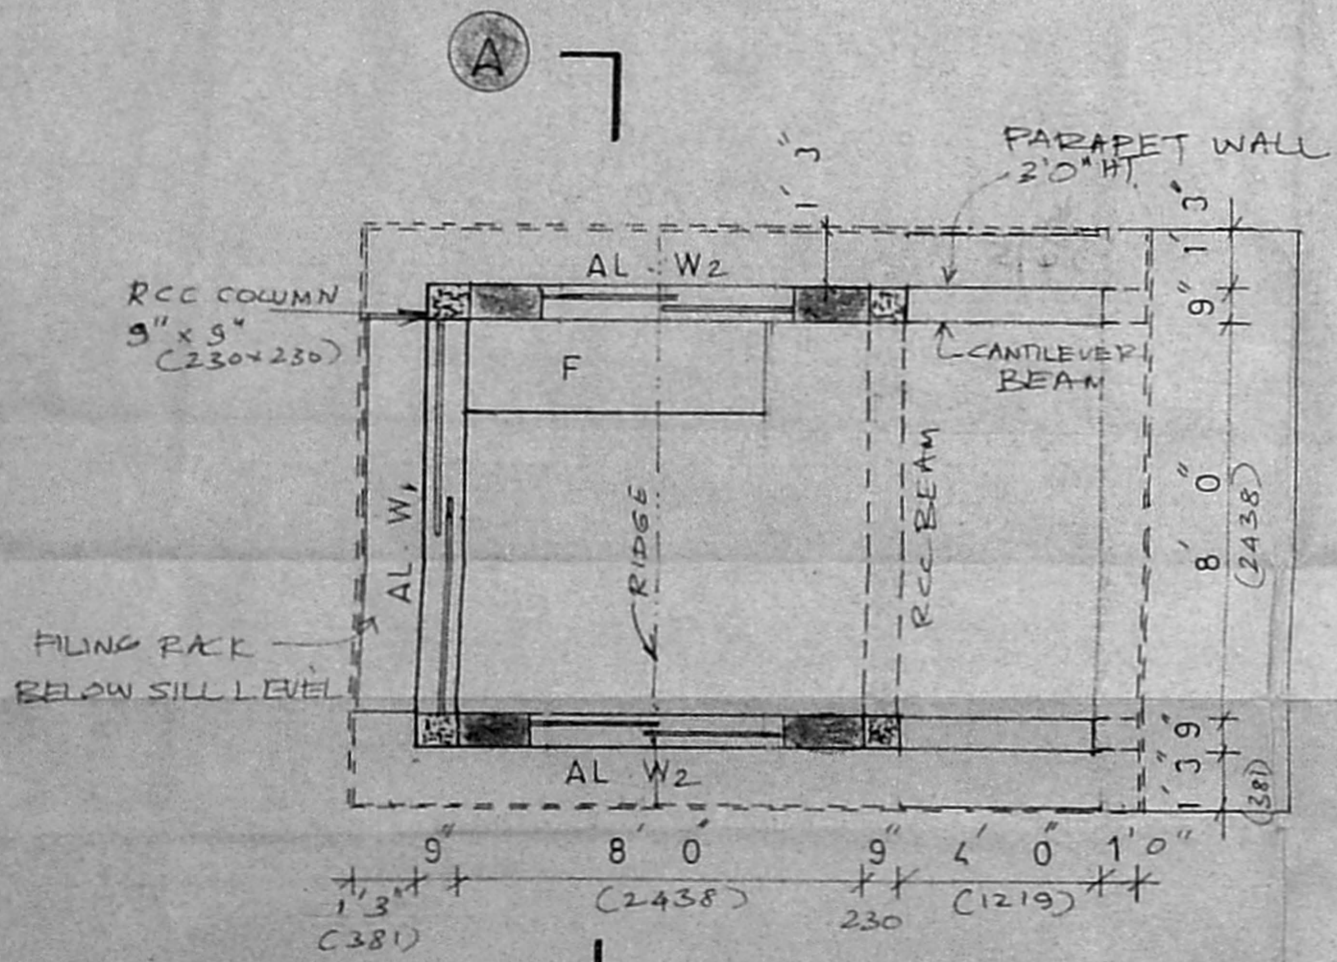 A
1' 3"
PARAPET WALL
3'0" HT.
1' 3"
AL. W2
RCC COLUMN
9" x 9"
(230x230)
9"
F
CANTILEVER
BEAM
AL. W1
RIDGE
RCC BEAM
8' 0"
(2438)
FILING RACK
BELOW SILL LEVEL
AL W2
9"
1' 3"
(381)
9" 8' 0" 9" 4' 0" 1' 0"
1'3" (2438) 230 (1219)
(381)